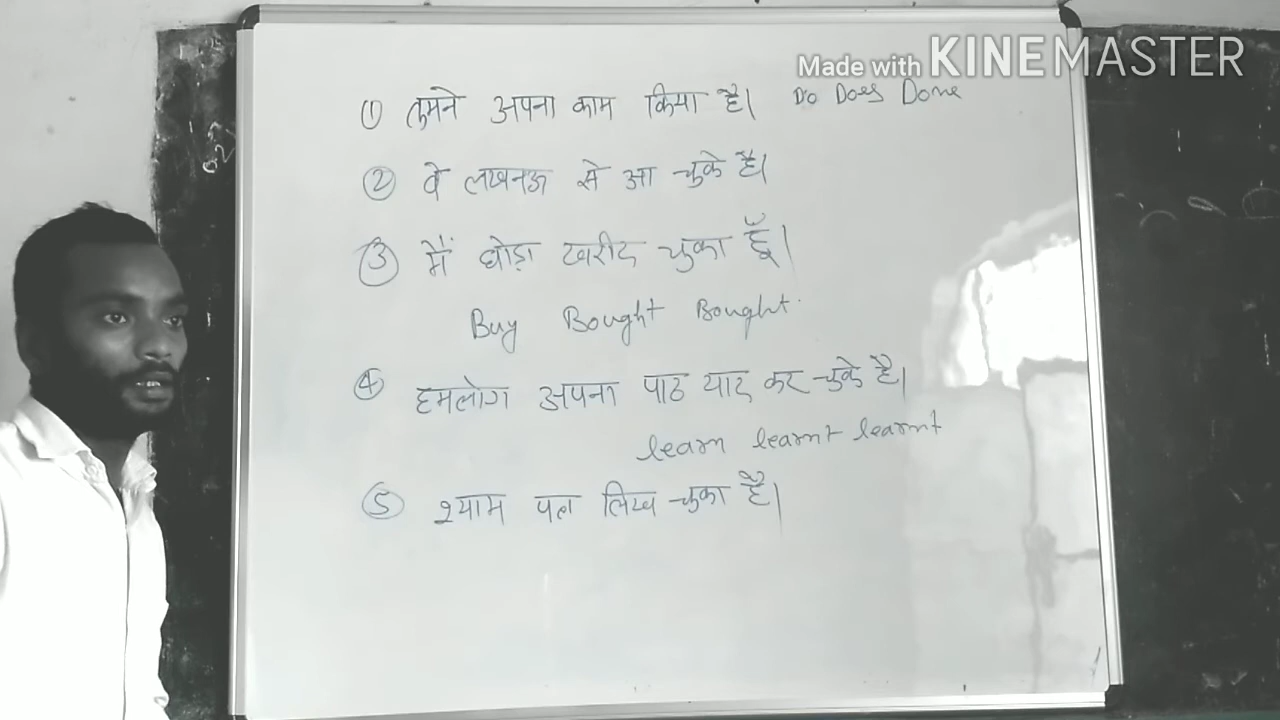 Made with KINEMASTER
① तुमने अपना काम किया है। Do Does Done
② वे लखनऊ से आ चुके है।
③ मैं घोड़ा खरीद चुका हूँ।
Buy Bought Bought.
④ हमलोग अपना पाठ याद कर चुके है।
learn learnt learnt
⑤ श्याम पत्र लिख चुका है।